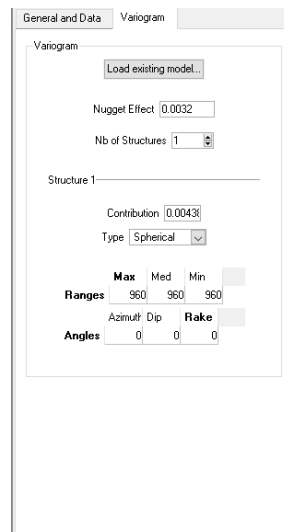 General and Data Variogram
Variogram
Load existing model...
Nugget Effect 0.0032
Nb of Structures 1
Structure 1
Contribution 0.0043
Type Spherical
Max Med Min
Ranges 960 960 960
Azimuth Dip Rake
Angles 0 0 0